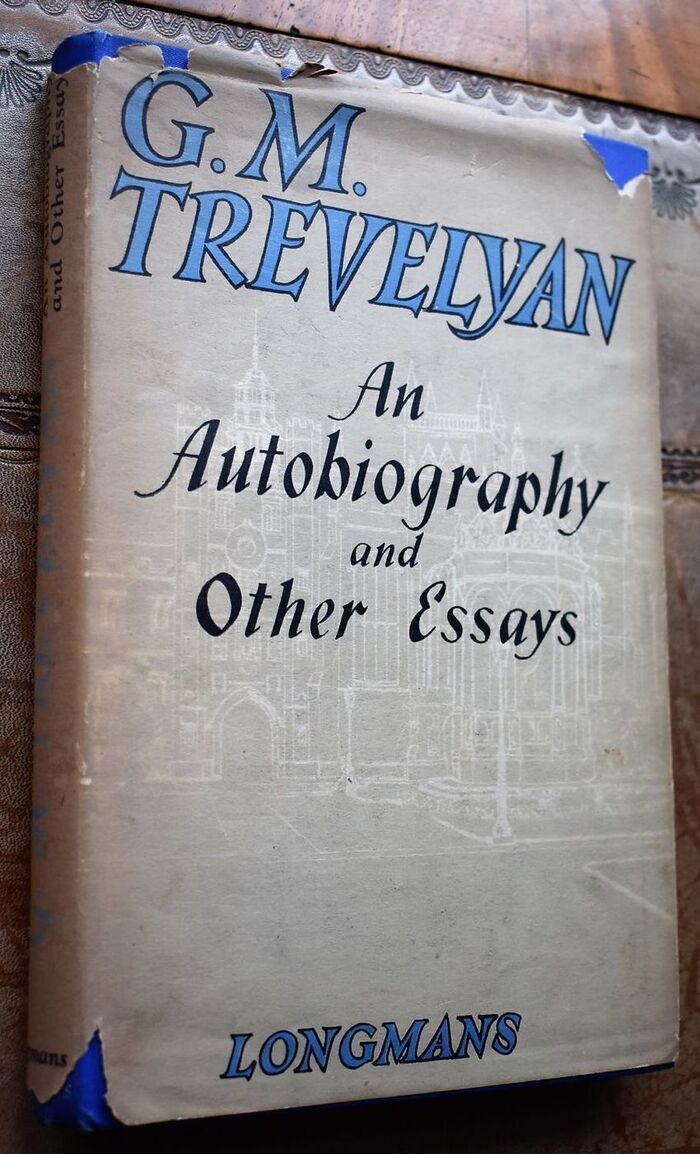 G. M.
TREVELYAN
An
Autobiography
and
Other Essays
LONGMANS
and Other Essays